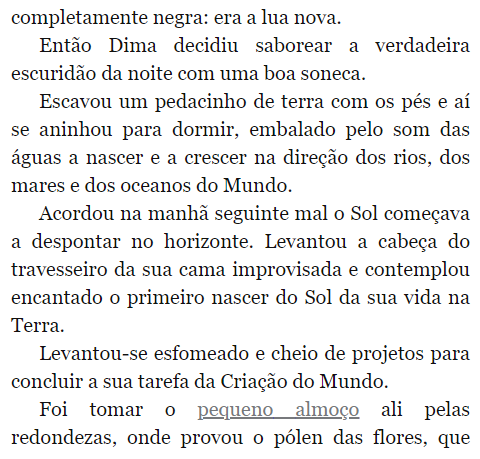 completamente negra: era a lua nova.
Então Dima decidiu saborear a verdadeira
escuridão da noite com uma boa soneca.
Escavou um pedacinho de terra com os pés e aí
se aninhou para dormir, embalado pelo som das
águas a nascer e a crescer na direção dos rios, dos
mares e dos oceanos do Mundo.
Acordou na manhã seguinte mal o Sol começava
a despontar no horizonte. Levantou a cabeça do
travesseiro da sua cama improvisada e contemplou
encantado o primeiro nascer do Sol da sua vida na
Terra.
Levantou-se esfomeado e cheio de projetos para
concluir a sua tarefa da Criação do Mundo.
Foi tomar o pequeno almoço ali pelas
redondezas, onde provou o pólen das flores, que